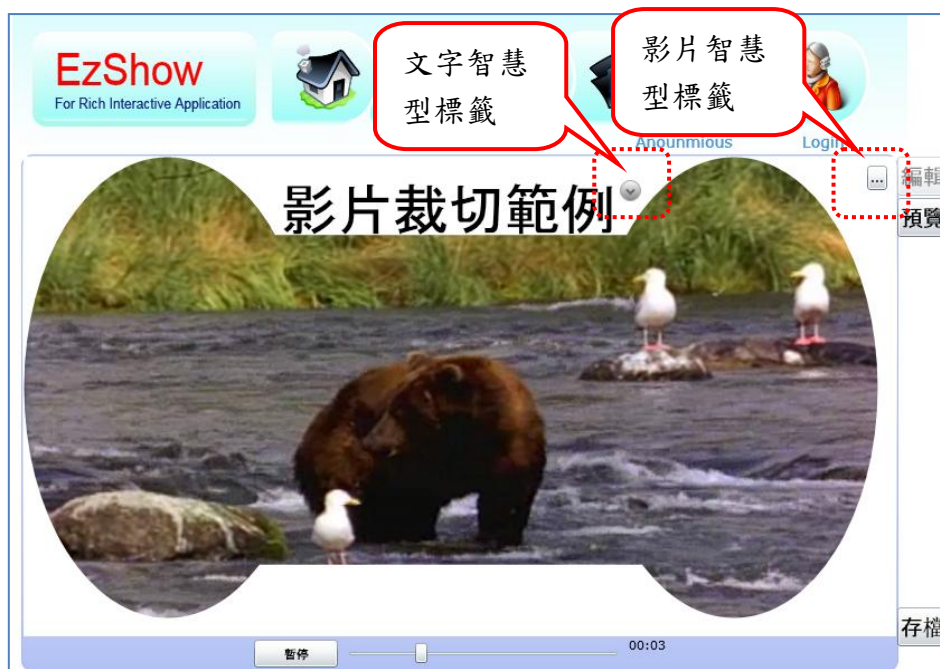 EzShow
For Rich Interactive Application
文字智慧
型標籤
影片智慧
型標籤
Anounmious
Login
...
編輯
預覽
影片裁切範例
存檔
暫停
00:03